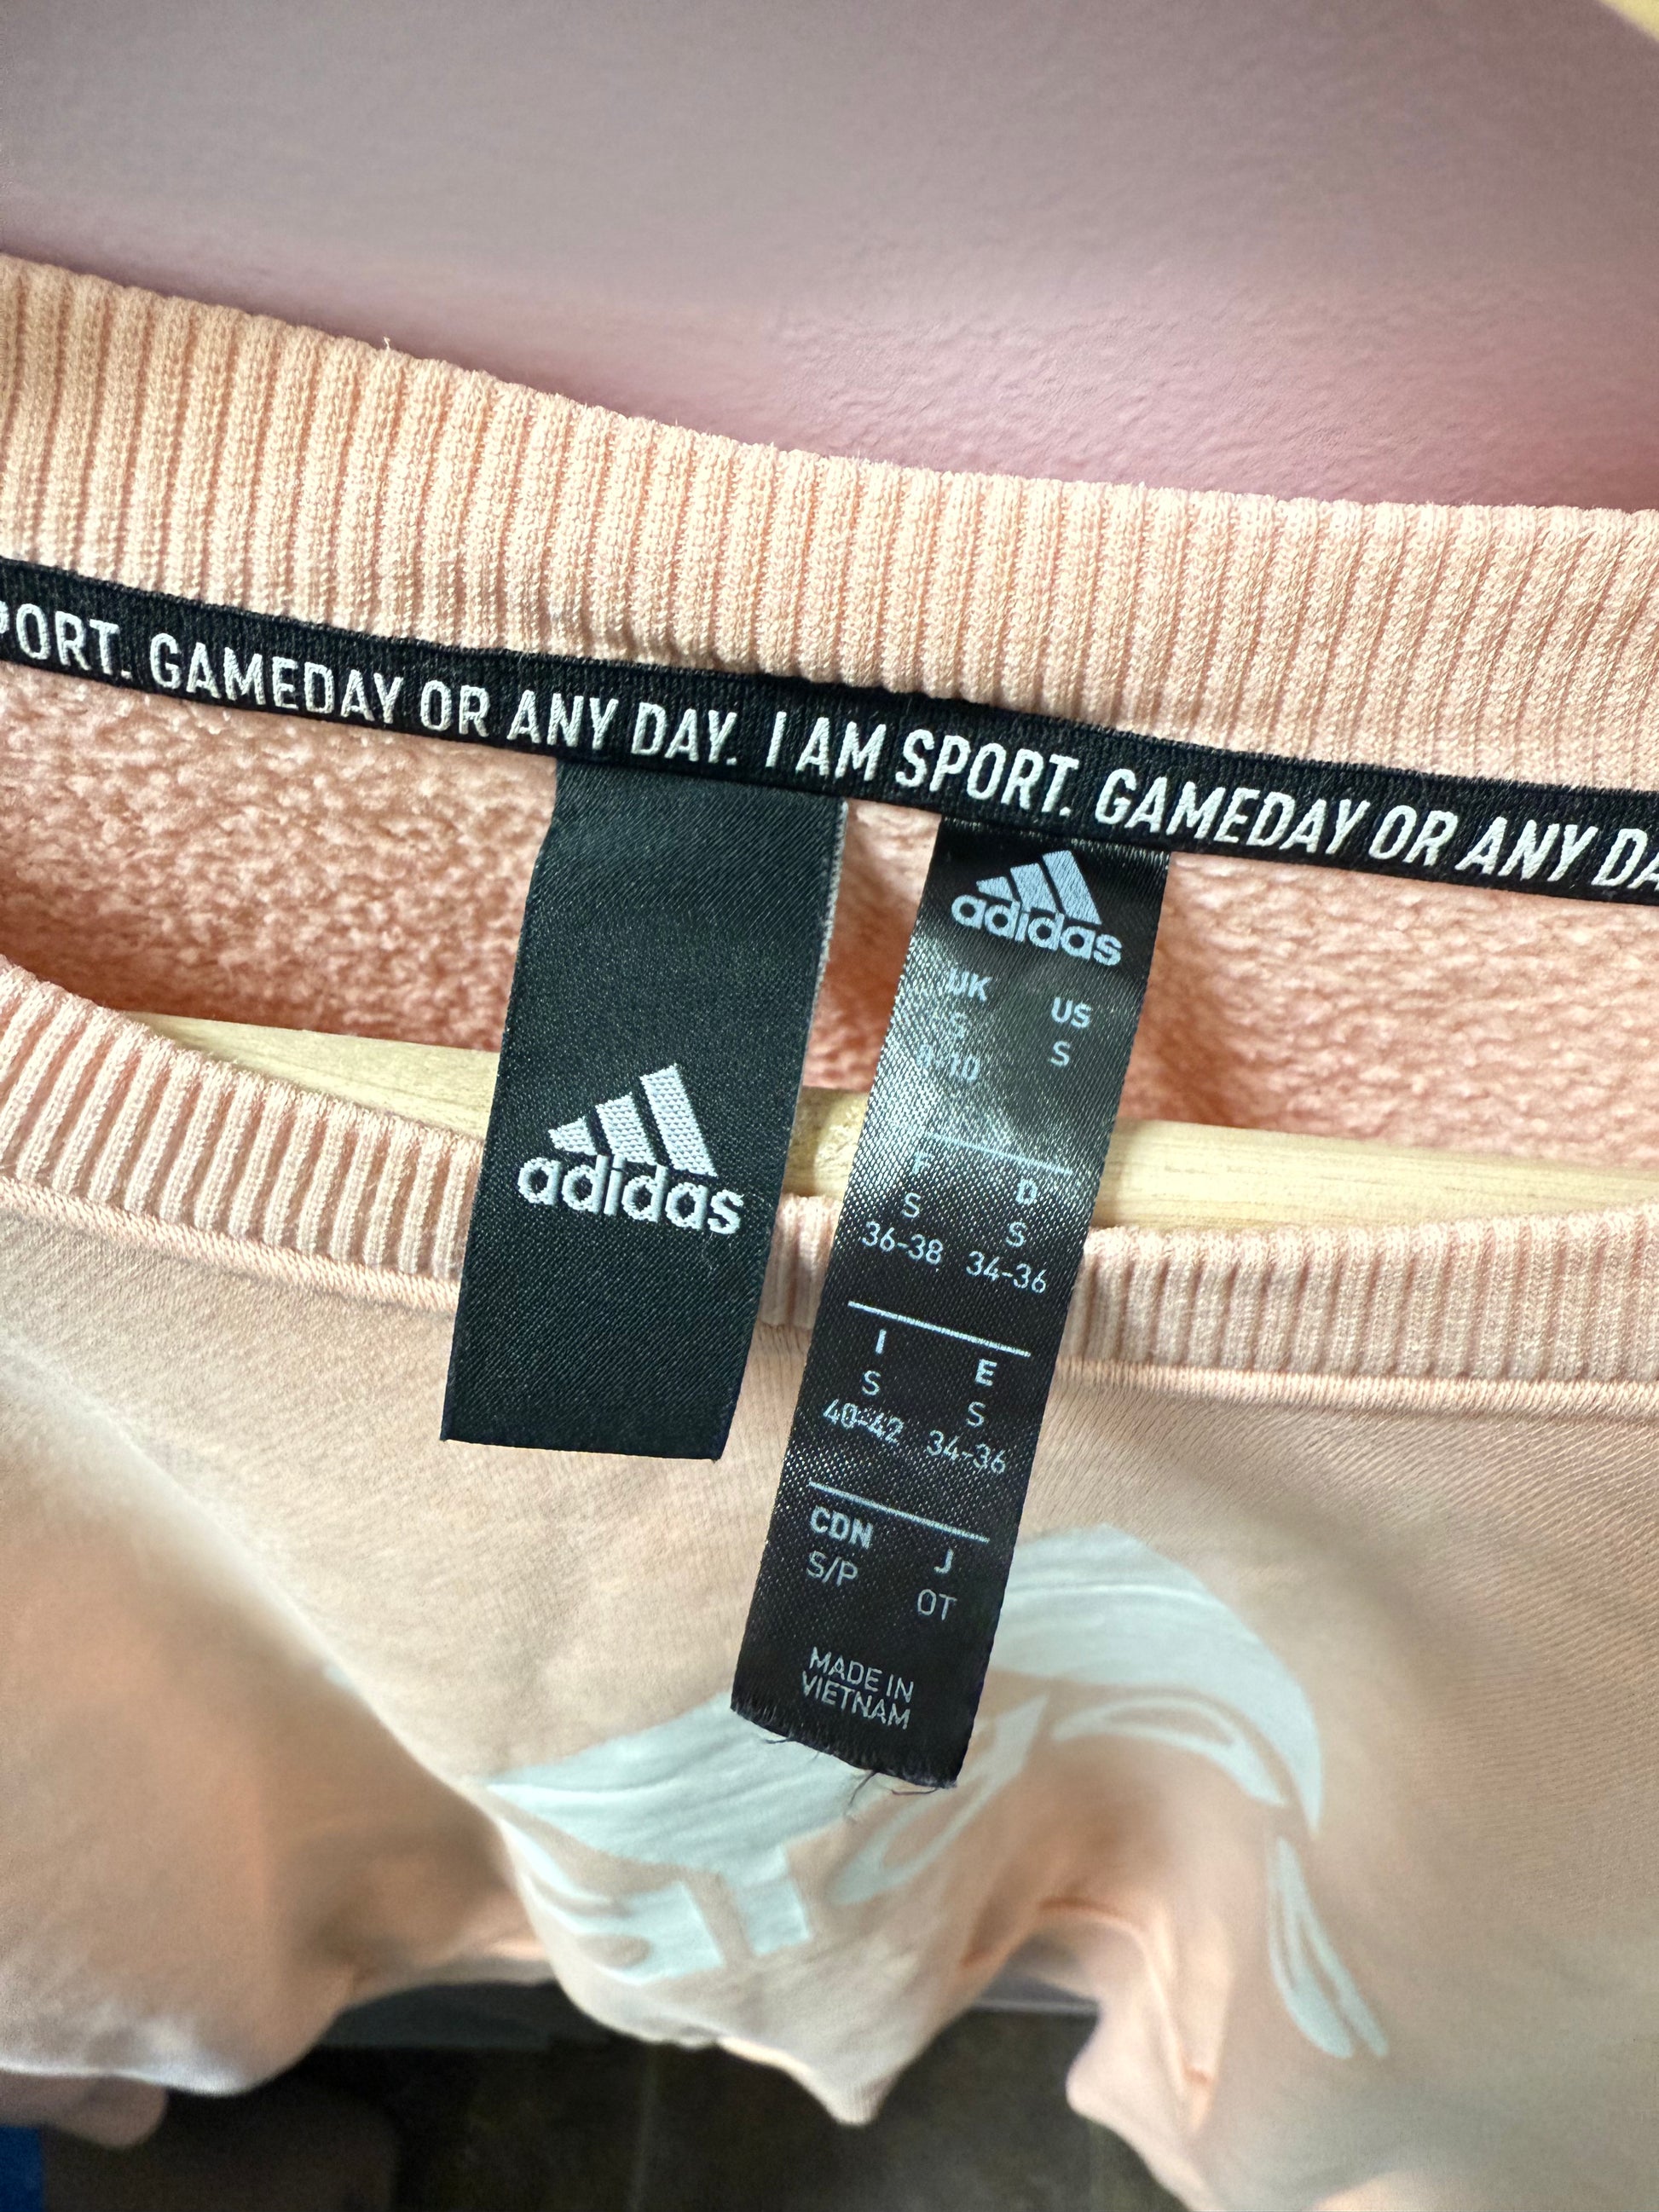 PORT. GAMEDAY OR ANY DAY. I AM SPORT. GAMEDAY OR ANY DA
adidas
adidas
UK US
S S
8-10
F D
S S
36-38 34-36
I E
S S
40-42 34-36
CDN J
S/P OT
MADE IN
VIETNAM